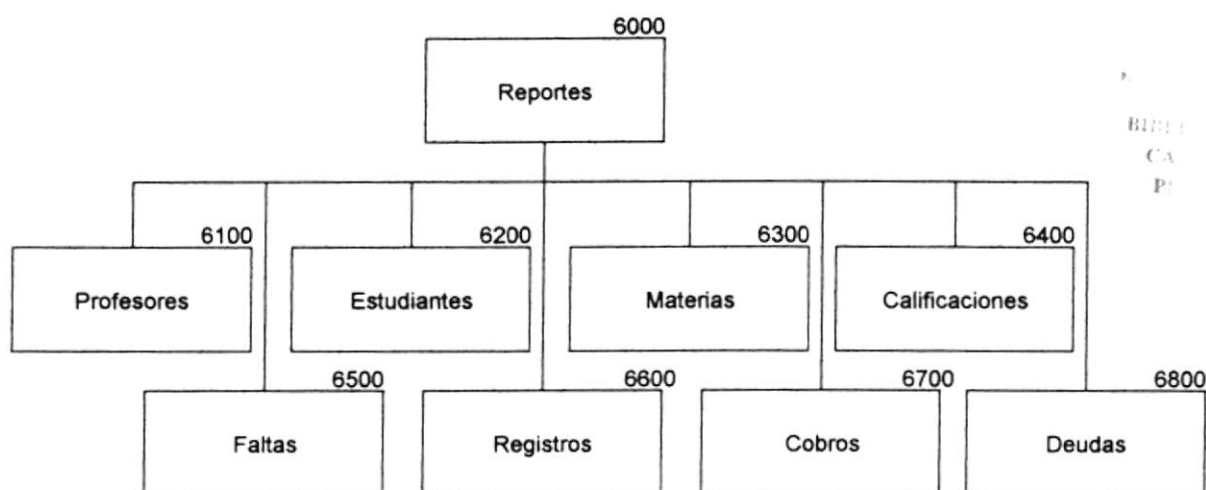 6000
Reportes
6100
Profesores
6200
Estudiantes
6300
Materias
6400
Calificaciones
6500
Faltas
6600
Registros
6700
Cobros
6800
Deudas